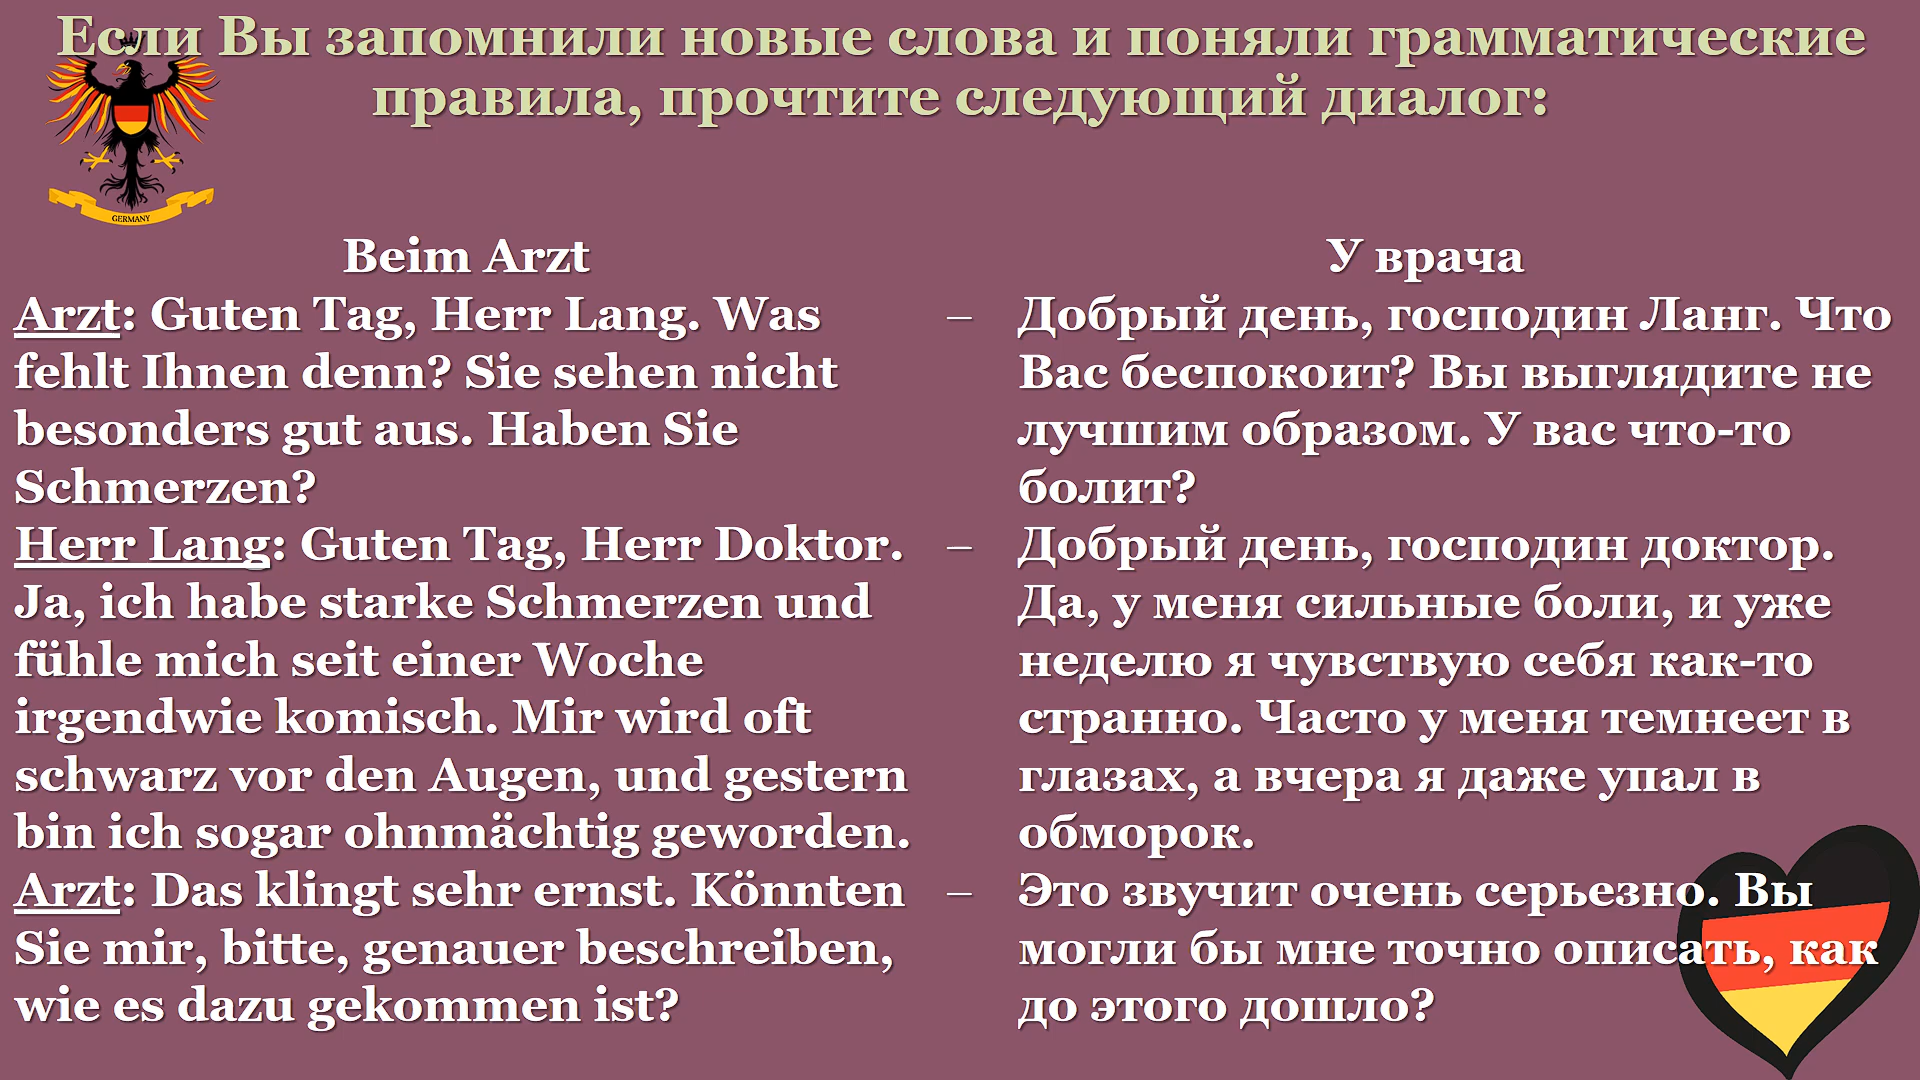 Если Вы запомнили новые слова и поняли грамматические
правила, прочтите следующий диалог:
GERMANY
Beim Arzt
Arzt: Guten Tag, Herr Lang. Was
fehlt Ihnen denn? Sie sehen nicht
besonders gut aus. Haben Sie
Schmerzen?
Herr Lang: Guten Tag, Herr Doktor.
Ja, ich habe starke Schmerzen und
fühle mich seit einer Woche
irgendwie komisch. Mir wird oft
schwarz vor den Augen, und gestern
bin ich sogar ohnmächtig geworden.
Arzt: Das klingt sehr ernst. Könnten
Sie mir, bitte, genauer beschreiben,
wie es dazu gekommen ist?
У врача
– Добрый день, господин Ланг. Что
Вас беспокоит? Вы выглядите не
лучшим образом. У вас что-то
болит?
– Добрый день, господин доктор.
Да, у меня сильные боли, и уже
неделю я чувствую себя как-то
странно. Часто у меня темнеет в
глазах, а вчера я даже упал в
обморок.
– Это звучит очень серьезно. Вы
могли бы мне точно описать, как
до этого дошло?